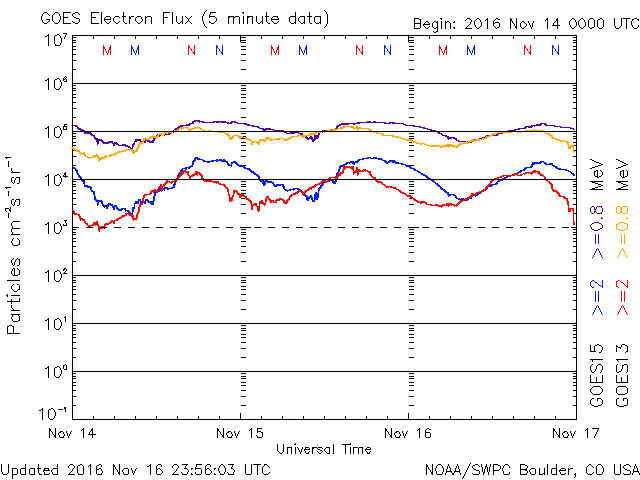 GOES Electron Flux (5 minute data)
Begin: 2016 Nov 14 0000 UTC
10⁷
M M N N M M N N M M N N
10⁶
10⁵
10⁴
10³
10²
10¹
10⁰
10⁻¹
Particles cm⁻²s⁻¹sr⁻¹
Nov 14 Nov 15 Nov 16 Nov 17
Universal Time
GOES15 >=2 >=0.8 MeV
GOES13 >=2 >=0.8 MeV
Updated 2016 Nov 16 23:56:03 UTC
NOAA/SWPC Boulder, CO USA